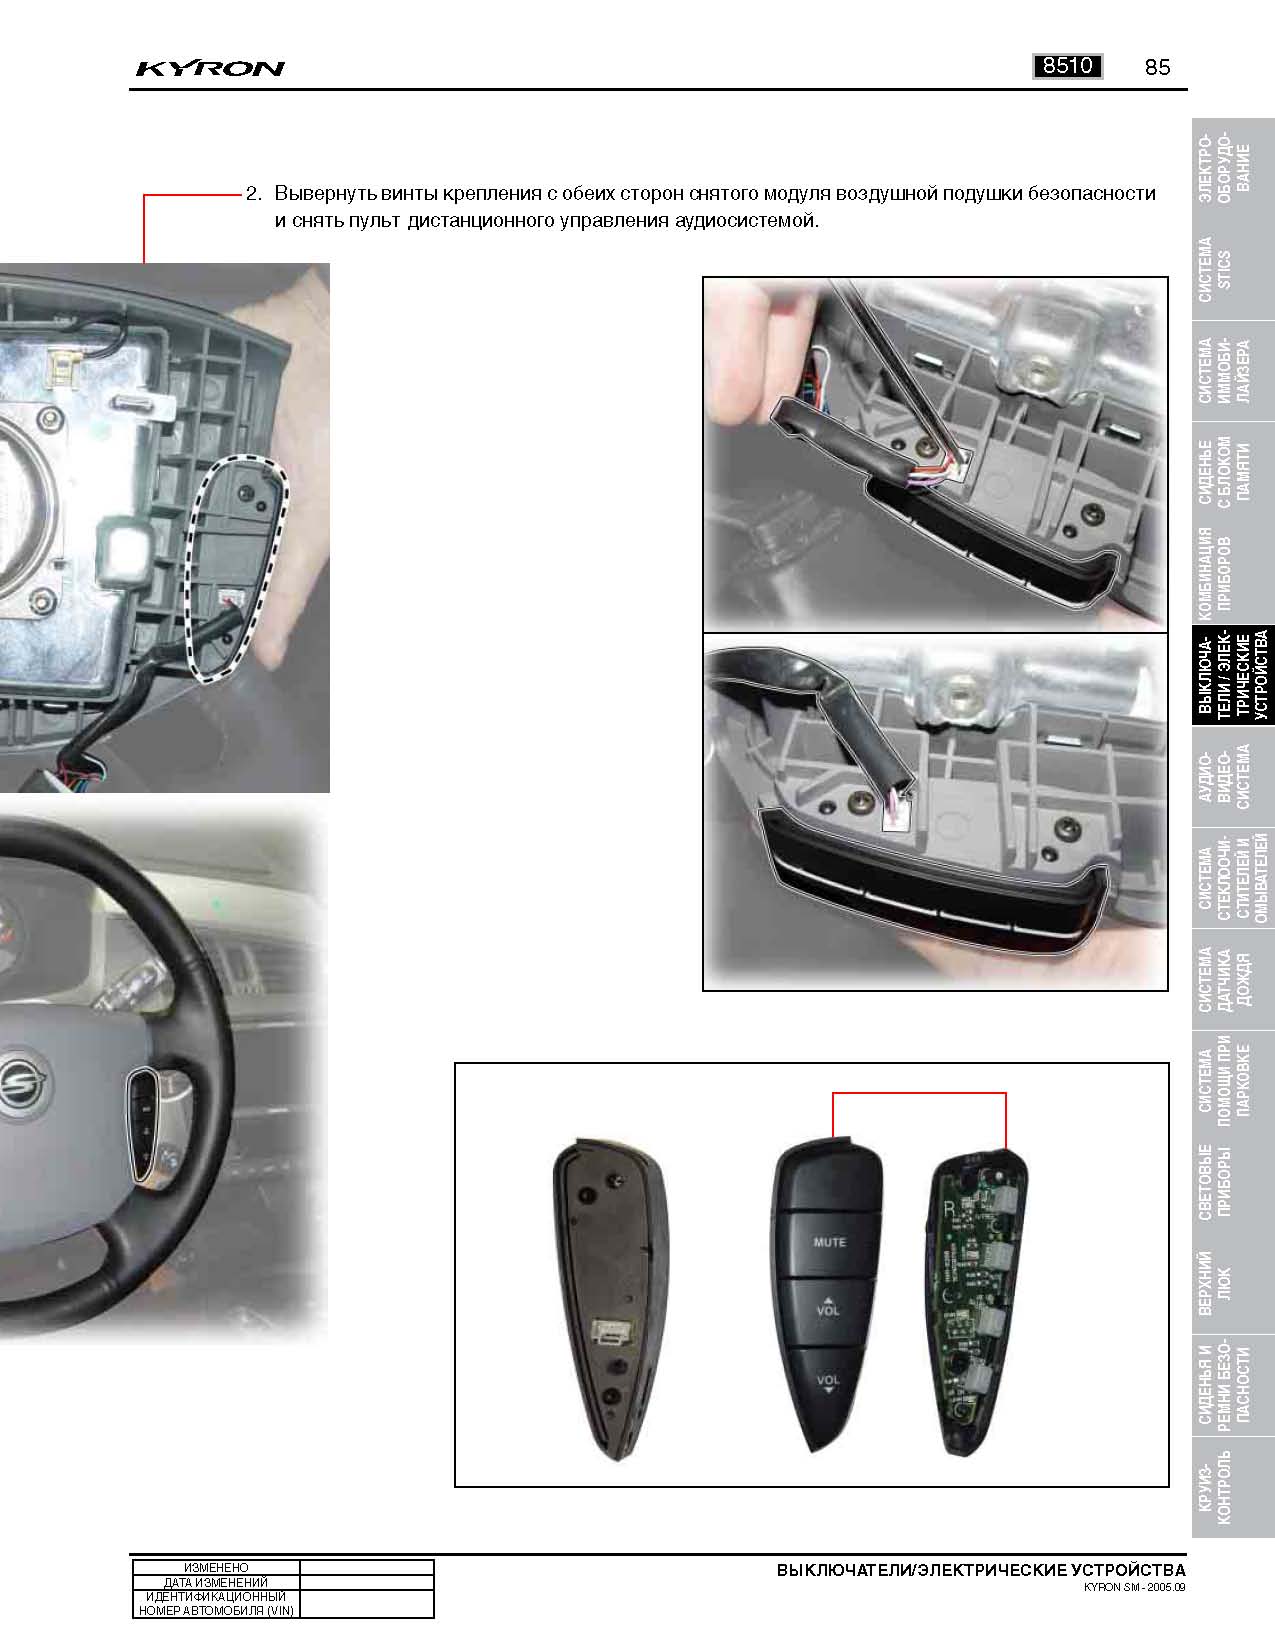 KYRON
8510
85
2. Вывернуть винты крепления с обеих сторон снятого модуля воздушной подушки безопасности
и снять пульт дистанционного управления аудиосистемой.
ЭЛЕКТРО-
ОБОРУДО-
ВАНИЕ
СИСТЕМА
STICS
СИСТЕМА
ИММОБИ-
ЛАЙЗЕРА
СИДЕНЬЕ
С БЛОКОМ
ПАМЯТИ
КОМБИНАЦИЯ
ПРИБОРОВ
ВЫКЛЮЧА-
ТЕЛИ / ЭЛЕК-
ТРИЧЕСКИЕ
УСТРОЙСТВА
АУДИО-
ВИДЕО-
СИСТЕМА
СИСТЕМА
СТЕКЛООЧИ-
СТИТЕЛЕЙ И
ОМЫВАТЕЛЕЙ
СИСТЕМА
ДАТЧИКА
ДОЖДЯ
СИСТЕМА
ПОМОЩИ ПРИ
ПАРКОВКЕ
СВЕТОВЫЕ
ПРИБОРЫ
ВЕРХНИЙ
ЛЮК
СИДЕНЬЯ И
РЕМНИ БЕЗО-
ПАСНОСТИ
КРУИЗ-
КОНТРОЛЬ
MUTE
VOL
VOL
R
ИЗМЕНЕНО
ДАТА ИЗМЕНЕНИЙ
ИДЕНТИФИКАЦИОННЫЙ
НОМЕР АВТОМОБИЛЯ (VIN)
ВЫКЛЮЧАТЕЛИ/ЭЛЕКТРИЧЕСКИЕ УСТРОЙСТВА
KYRON SM - 2005.09